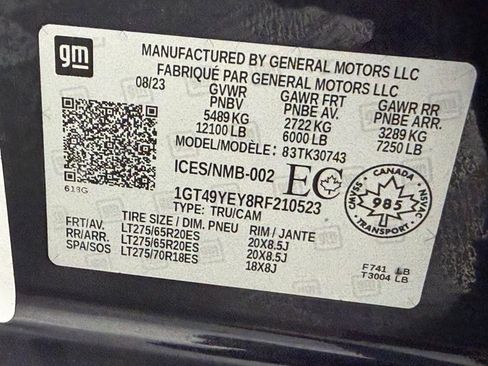 gm
MANUFACTURED BY GENERAL MOTORS LLC
FABRIQUÉ PAR GENERAL MOTORS LLC
08/23
GVWR GAWR FRT GAWR RR
PNBV PNBE AV. PNBE ARR.
5489 KG 2722 KG 3289 KG
12100 LB 6000 LB 7250 LB
MODEL/MODÈLE: 83TK30743
ICES/NMB-002 EC
618G
1GT49YEY8RF210523
TYPE: TRU/CAM
CANADA
CMVSS 985 NSVAC
TRANSPORT
TIRE SIZE / DIM. PNEU RIM / JANTE
FRT/AV. LT275/65R20ES 20X8.5J
RR/ARR. LT275/65R20ES 20X8.5J
SPA/SOS LT275/70R18ES 18X8J
F741 LB
T3004 LB